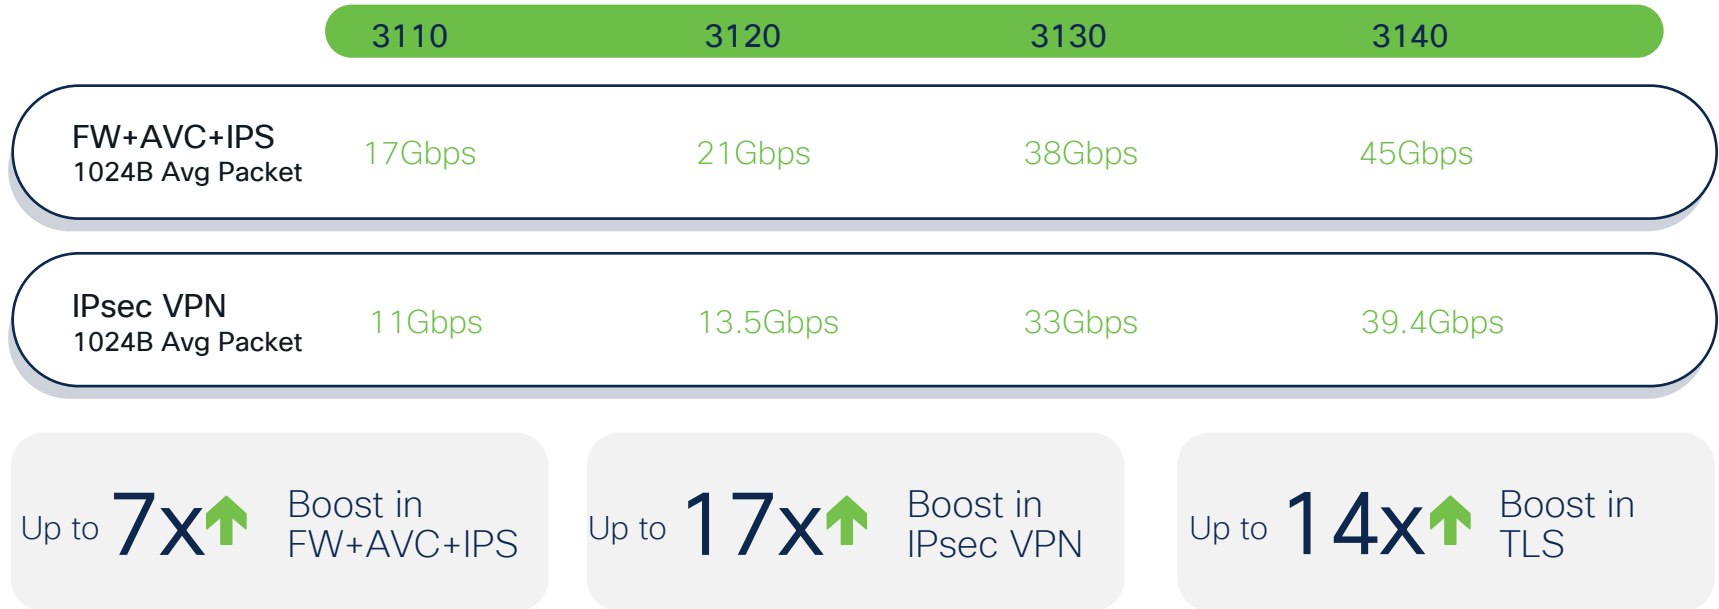 3110 3120 3130 3140
FW+AVC+IPS
1024B Avg Packet
17Gbps 21Gbps 38Gbps 45Gbps
IPsec VPN
1024B Avg Packet
11Gbps 13.5Gbps 33Gbps 39.4Gbps
Up to 7x
Boost in
FW+AVC+IPS
Up to 17x
Boost in
IPsec VPN
Up to 14x
Boost in
TLS